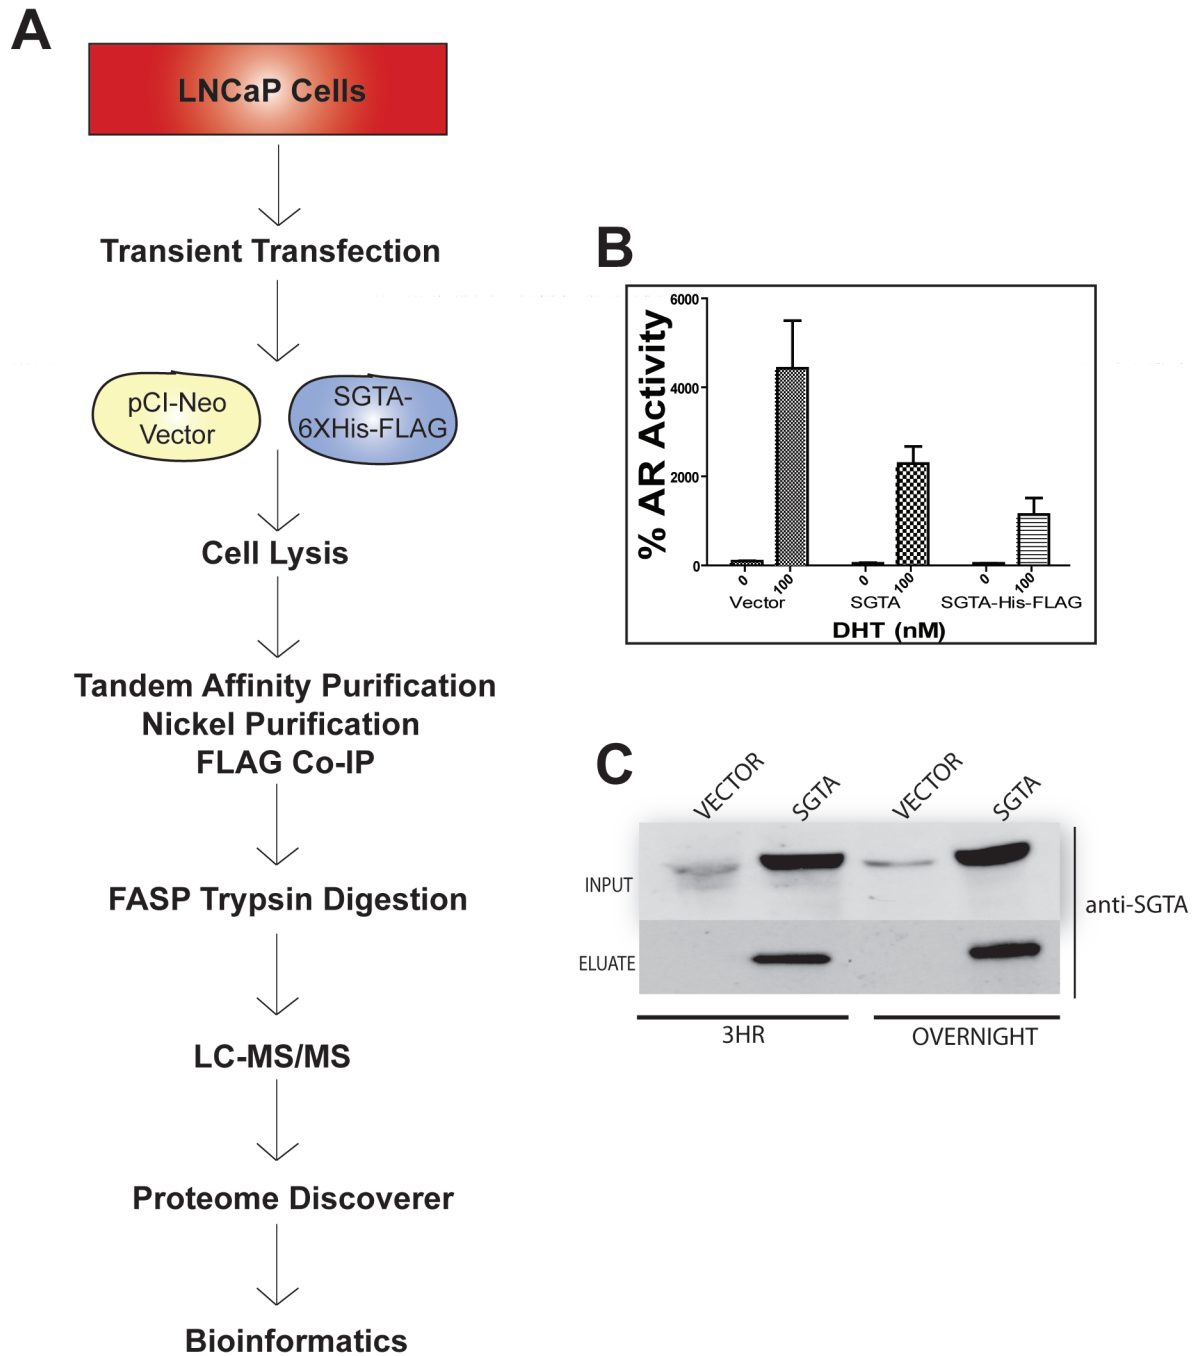 A
LNCaP Cells
Transient Transfection
pCI-Neo
Vector
SGTA-
6XHis-FLAG
Cell Lysis
Tandem Affinity Purification
Nickel Purification
FLAG Co-IP
FASP Trypsin Digestion
LC-MS/MS
Proteome Discoverer
Bioinformatics
B
% AR Activity
6000
4000
2000
0
0
100
0
100
0
100
Vector
SGTA
SGTA-His-FLAG
DHT (nM)
C
VECTOR
SGTA
VECTOR
SGTA
INPUT
ELUATE
anti-SGTA
3HR
OVERNIGHT